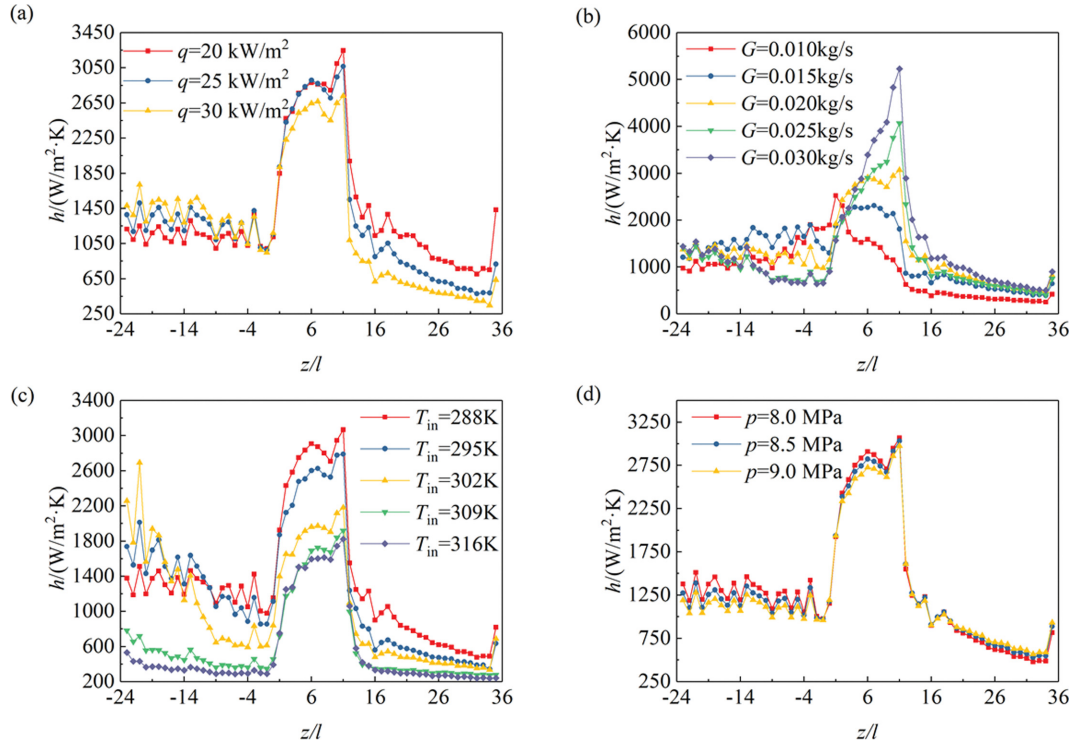 (a)
3450
3050
2650
2250
1850
1450
1050
650
250
h/(W/m²·K)
q=20 kW/m²
q=25 kW/m²
q=30 kW/m²
-24 -14 -4 6 16 26 36
z/l
(b)
6000
5000
4000
3000
2000
1000
0
h/(W/m²·K)
G=0.010kg/s
G=0.015kg/s
G=0.020kg/s
G=0.025kg/s
G=0.030kg/s
-24 -14 -4 6 16 26 36
z/l
(c)
3400
3000
2600
2200
1800
1400
1000
600
200
h/(W/m²·K)
Tin=288K
Tin=295K
Tin=302K
Tin=309K
Tin=316K
-24 -14 -4 6 16 26 36
z/l
(d)
3250
2750
2250
1750
1250
750
250
h/(W/m²·K)
p=8.0 MPa
p=8.5 MPa
p=9.0 MPa
-24 -14 -4 6 16 26 36
z/l